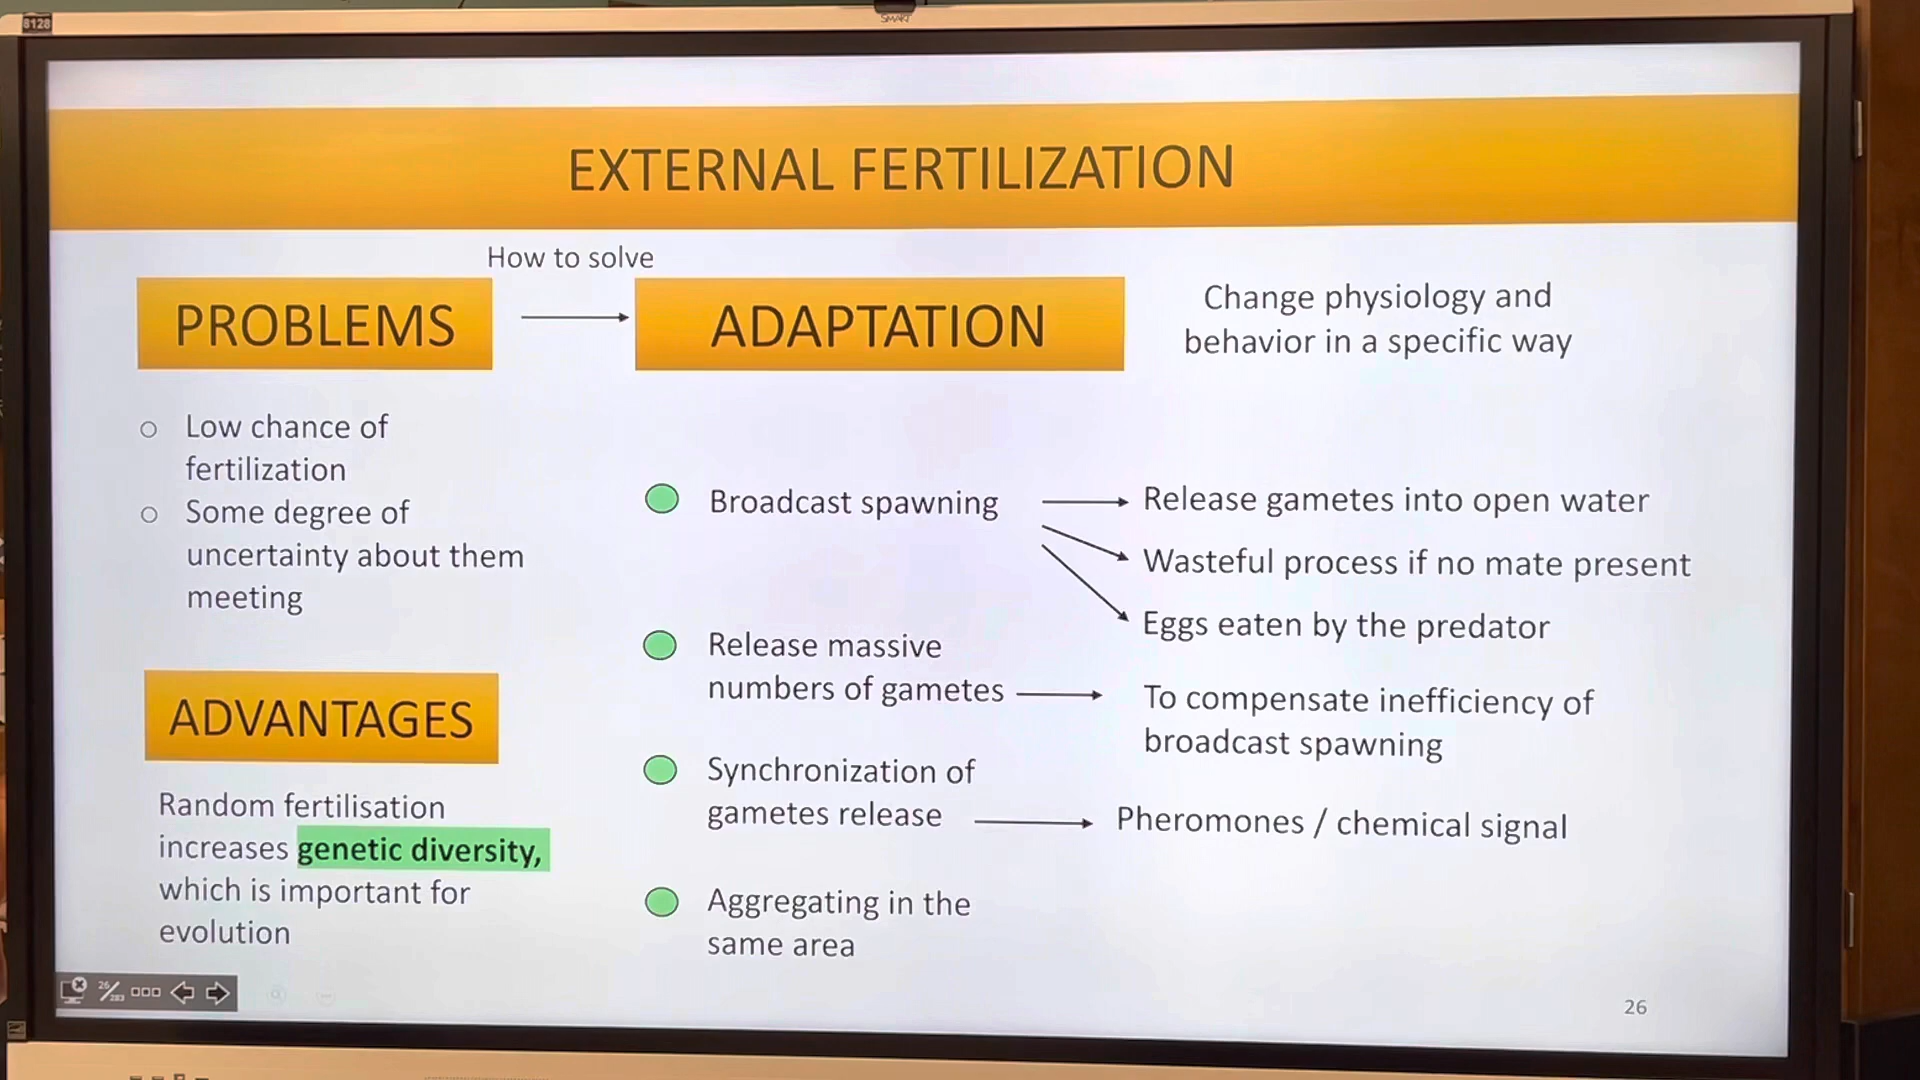 8128
SMART
EXTERNAL FERTILIZATION
How to solve
PROBLEMS
ADAPTATION
Change physiology and
behavior in a specific way
Low chance of
fertilization
Some degree of
uncertainty about them
meeting
ADVANTAGES
Random fertilisation
increases genetic diversity,
which is important for
evolution
Broadcast spawning
Release gametes into open water
Wasteful process if no mate present
Eggs eaten by the predator
Release massive
numbers of gametes
To compensate inefficiency of
broadcast spawning
Synchronization of
gametes release
Pheromones / chemical signal
Aggregating in the
same area
26/283
26